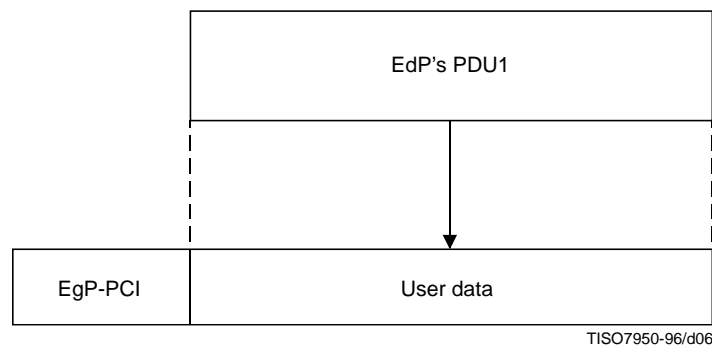 EdP's PDU1
EgP-PCI
User data
TISO7950-96/d06